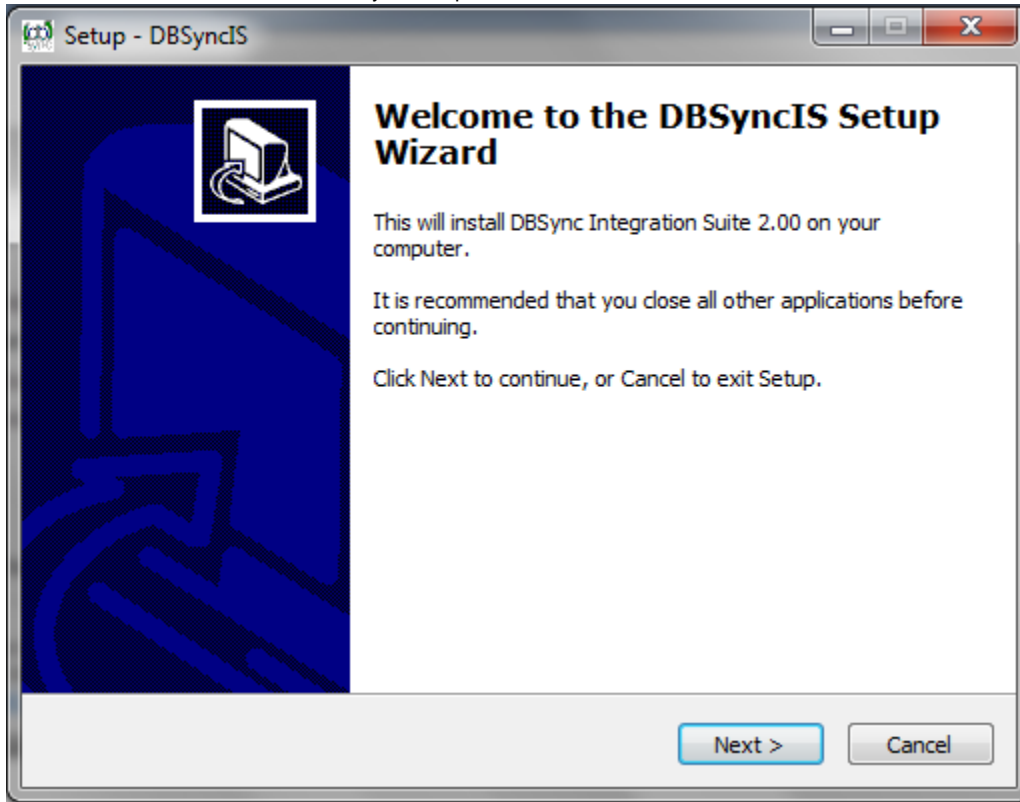 Setup - DBSyncIS
Welcome to the DBSyncIS Setup
Wizard
This will install DBSync Integration Suite 2.00 on your
computer.
It is recommended that you close all other applications before
continuing.
Click Next to continue, or Cancel to exit Setup.
Next >
Cancel